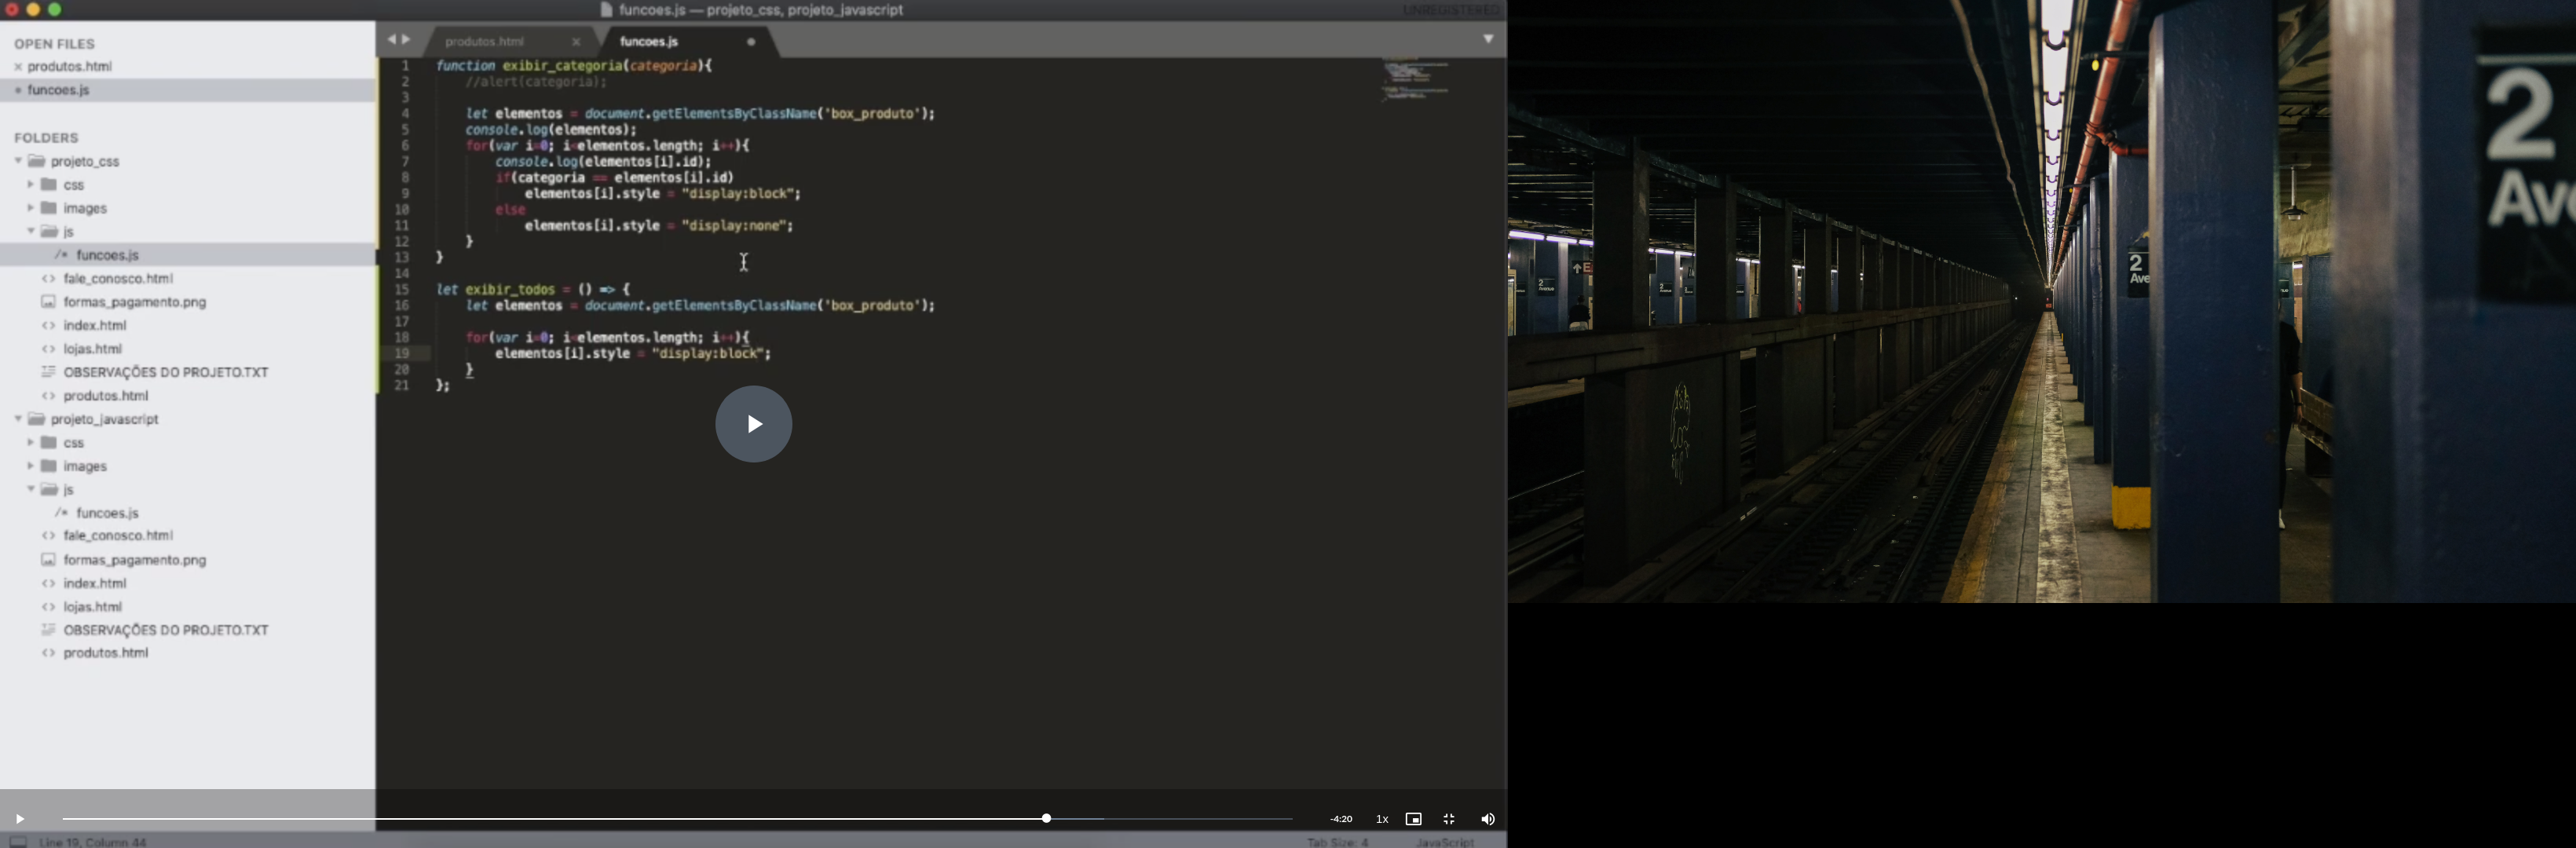 funcoes.js — projeto_css, projeto_javascript
UNREGISTERED
OPEN FILES
produtos.html
funcoes.js
FOLDERS
projeto_css
css
images
js
/* funcoes.js
<> fale_conosco.html
formas_pagamento.png
<> index.html
<> lojas.html
OBSERVAÇÕES DO PROJETO.TXT
<> produtos.html
projeto_javascript
css
images
js
/* funcoes.js
<> fale_conosco.html
formas_pagamento.png
<> index.html
<> lojas.html
OBSERVAÇÕES DO PROJETO.TXT
<> produtos.html
produtos.html
funcoes.js
1 function exibir_categoria(categoria){
2 //alert(categoria);
3
4 let elementos = document.getElementsByClassName('box_produto');
5 console.log(elementos);
6 for(var i=0; i<elementos.length; i++){
7 console.log(elementos[i].id);
8 if(categoria == elementos[i].id)
9 elementos[i].style = "display:block";
10 else
11 elementos[i].style = "display:none";
12 }
13 }
14
15 let exibir_todos = () => {
16 let elementos = document.getElementsByClassName('box_produto');
17
18 for(var i=0; i<elementos.length; i++){
19 elementos[i].style = "display:block";
20 }
21 };
-4:20
1x
Line 19, Column 44
Tab Size: 4
JavaScript
2
Ave
2
Ave
2
2